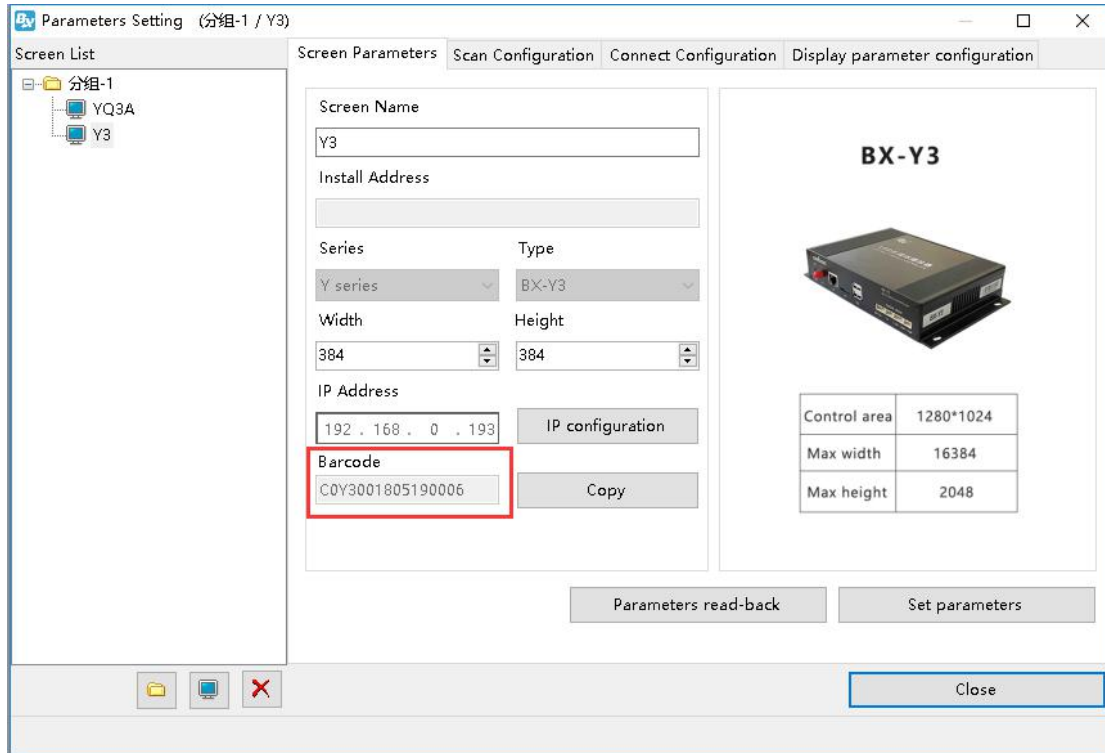 BX Parameters Setting (分组-1 / Y3)
Screen List
分组-1
YQ3A
Y3
Screen Parameters Scan Configuration Connect Configuration Display parameter configuration
Screen Name
Y3
Install Address
Series Type
Y series BX-Y3
Width Height
384 384
IP Address
192 . 168 . 0 . 193 IP configuration
Barcode
C0Y3001805190006 Copy
BX-Y3
Control area 1280*1024
Max width 16384
Max height 2048
Parameters read-back Set parameters
Close